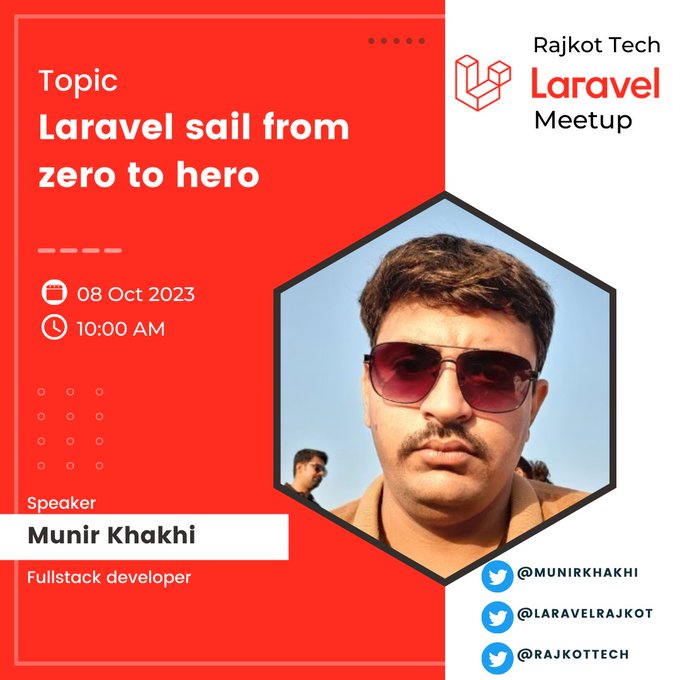 Topic
Laravel sail from
zero to hero
08 Oct 2023
10:00 AM
Speaker
Munir Khakhi
Fullstack developer
Rajkot Tech
Laravel
Meetup
@MUNIRKHAKHI
@LARAVELRAJKOT
@RAJKOTTECH